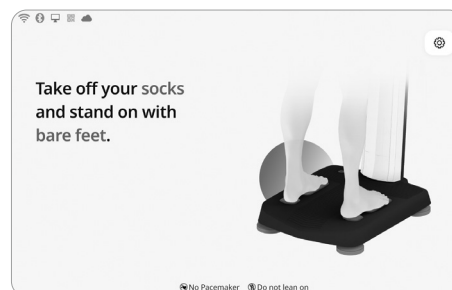 Take off your socks
and stand on with
bare feet.
No Pacemaker Do not lean on